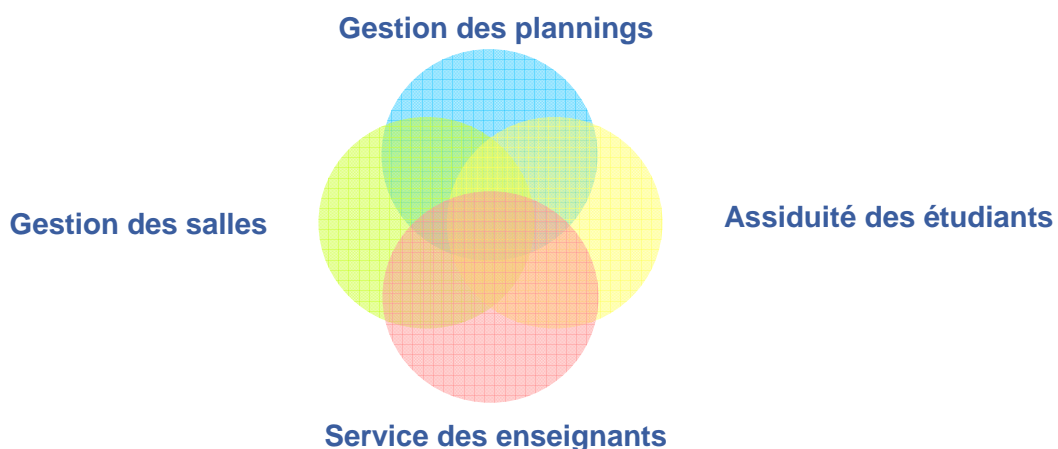 Gestion des plannings
Gestion des salles
Assiduité des étudiants
Service des enseignants